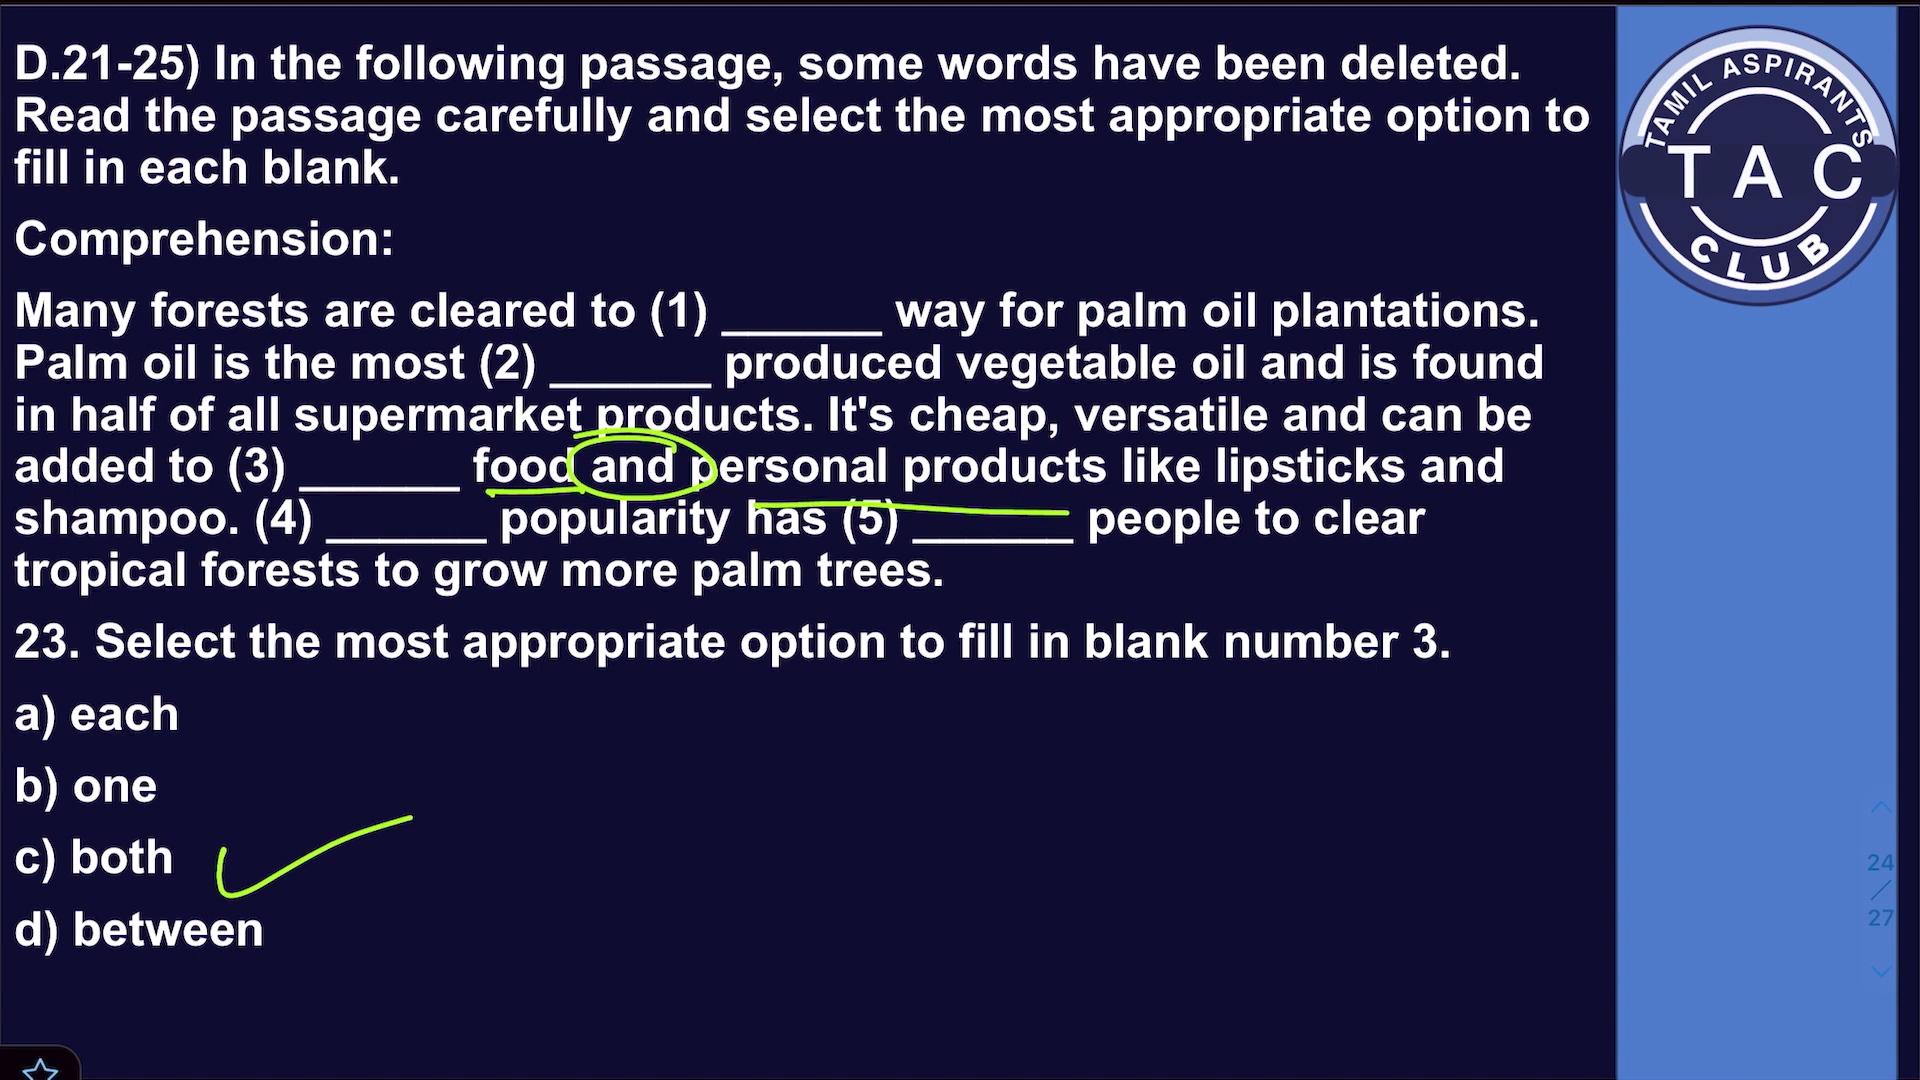 D.21-25) In the following passage, some words have been deleted.
Read the passage carefully and select the most appropriate option to
fill in each blank.
Comprehension:
Many forests are cleared to (1) ______ way for palm oil plantations.
Palm oil is the most (2) ______ produced vegetable oil and is found
in half of all supermarket products. It's cheap, versatile and can be
added to (3) ______ food and personal products like lipsticks and
shampoo. (4) ______ popularity has (5) ______ people to clear
tropical forests to grow more palm trees.
23. Select the most appropriate option to fill in blank number 3.
a) each
b) one
c) both
d) between
TAMIL ASPIRANTS
TAC
CLUB
24
/
27